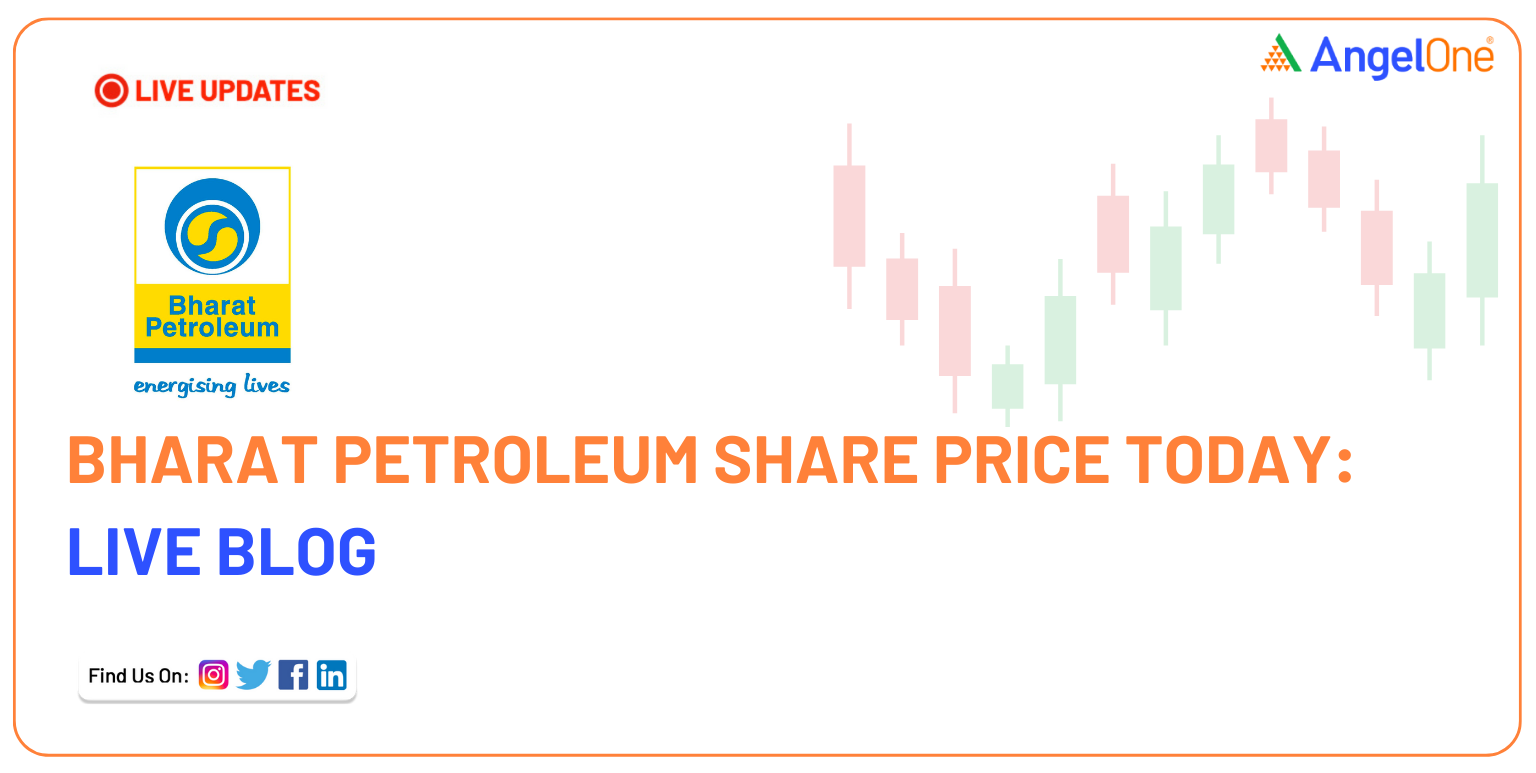 LIVE UPDATES
AngelOne®
Bharat
Petroleum
energising lives
BHARAT PETROLEUM SHARE PRICE TODAY:
LIVE BLOG
Find Us On: